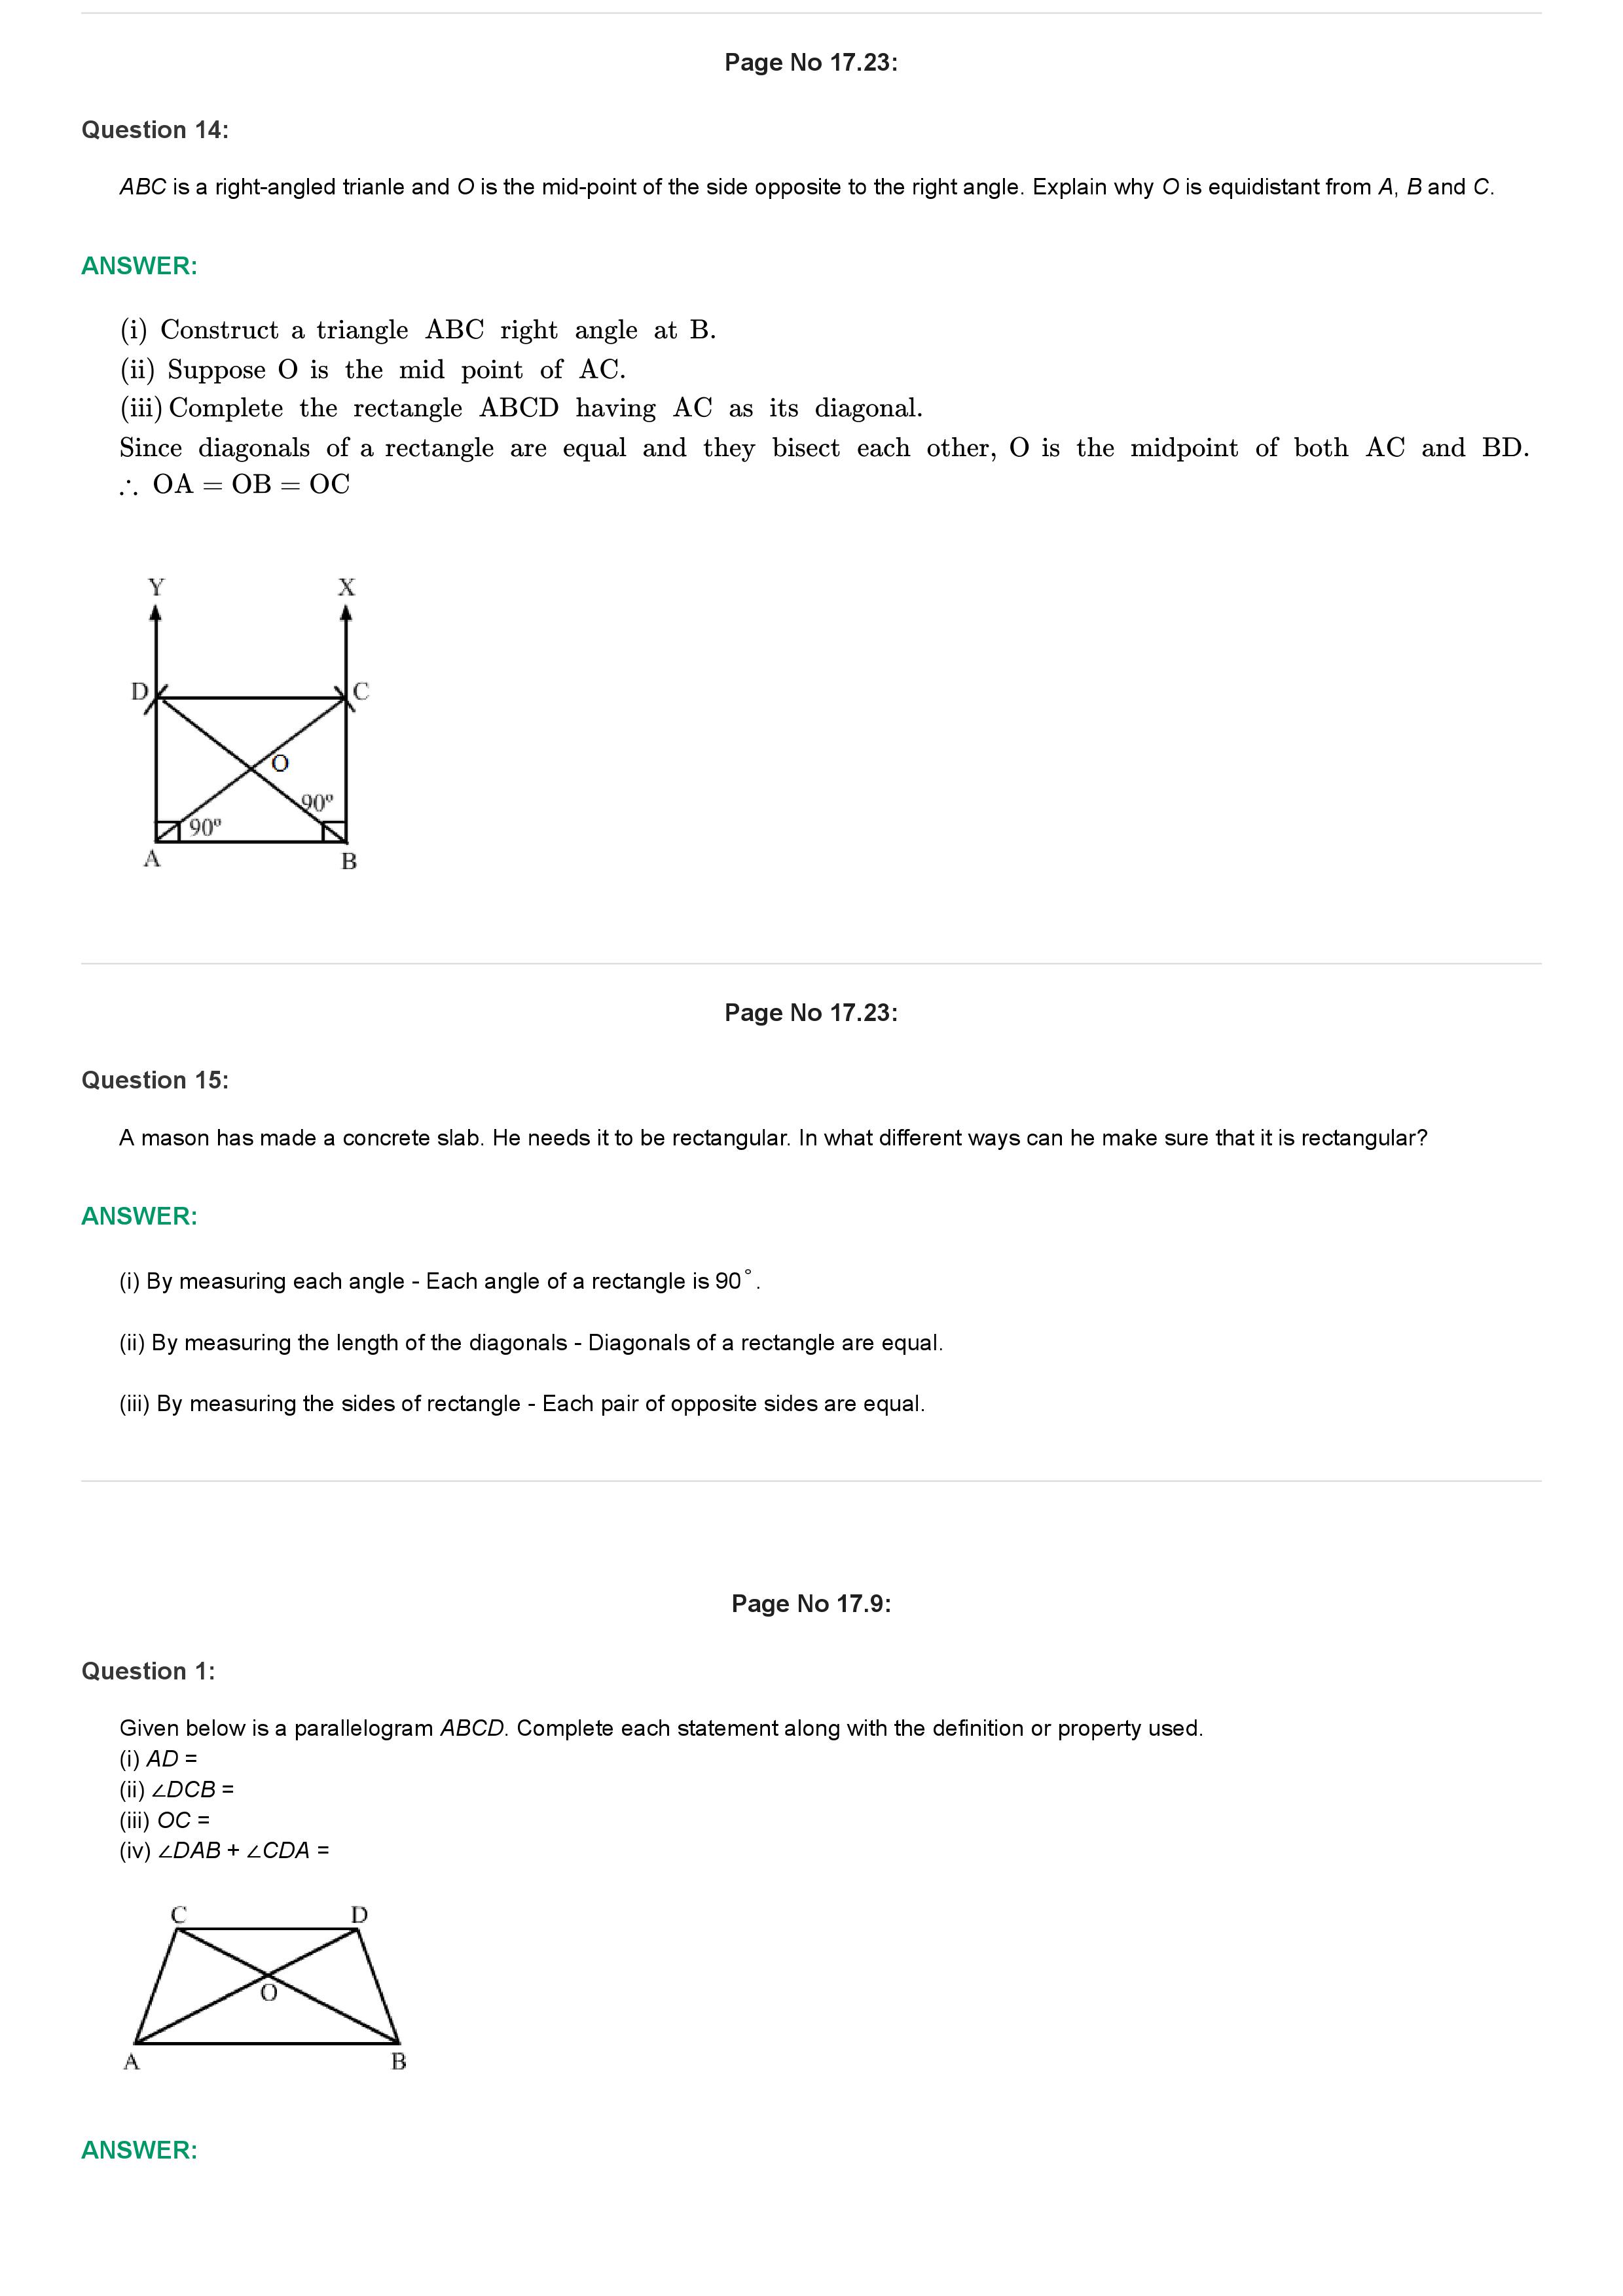 Page No 17.23:
Question 14:
ABC is a right-angled trianle and O is the mid-point of the side opposite to the right angle. Explain why O is equidistant from A, B and C.
ANSWER:
(i) Construct a triangle ABC right angle at B.
(ii) Suppose O is the mid point of AC.
(iii) Complete the rectangle ABCD having AC as its diagonal.
Since diagonals of a rectangle are equal and they bisect each other, O is the midpoint of both AC and BD.
∴ OA = OB = OC
Y X
D C
O
90º
90º
A B
Page No 17.23:
Question 15:
A mason has made a concrete slab. He needs it to be rectangular. In what different ways can he make sure that it is rectangular?
ANSWER:
(i) By measuring each angle - Each angle of a rectangle is 90°.
(ii) By measuring the length of the diagonals - Diagonals of a rectangle are equal.
(iii) By measuring the sides of rectangle - Each pair of opposite sides are equal.
Page No 17.9:
Question 1:
Given below is a parallelogram ABCD. Complete each statement along with the definition or property used.
(i) AD =
(ii) ∠DCB =
(iii) OC =
(iv) ∠DAB + ∠CDA =
C D
O
A B
ANSWER: